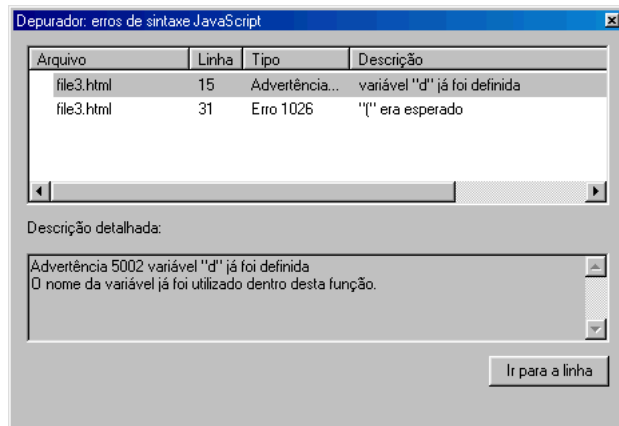 Depurador: erros de sintaxe JavaScript
Arquivo Linha Tipo Descrição
file3.html 15 Advertência... variável "d" já foi definida
file3.html 31 Erro 1026 "(" era esperado
Descrição detalhada:
Advertência 5002 variável "d" já foi definida
O nome da variável já foi utilizado dentro desta função.
Ir para a linha